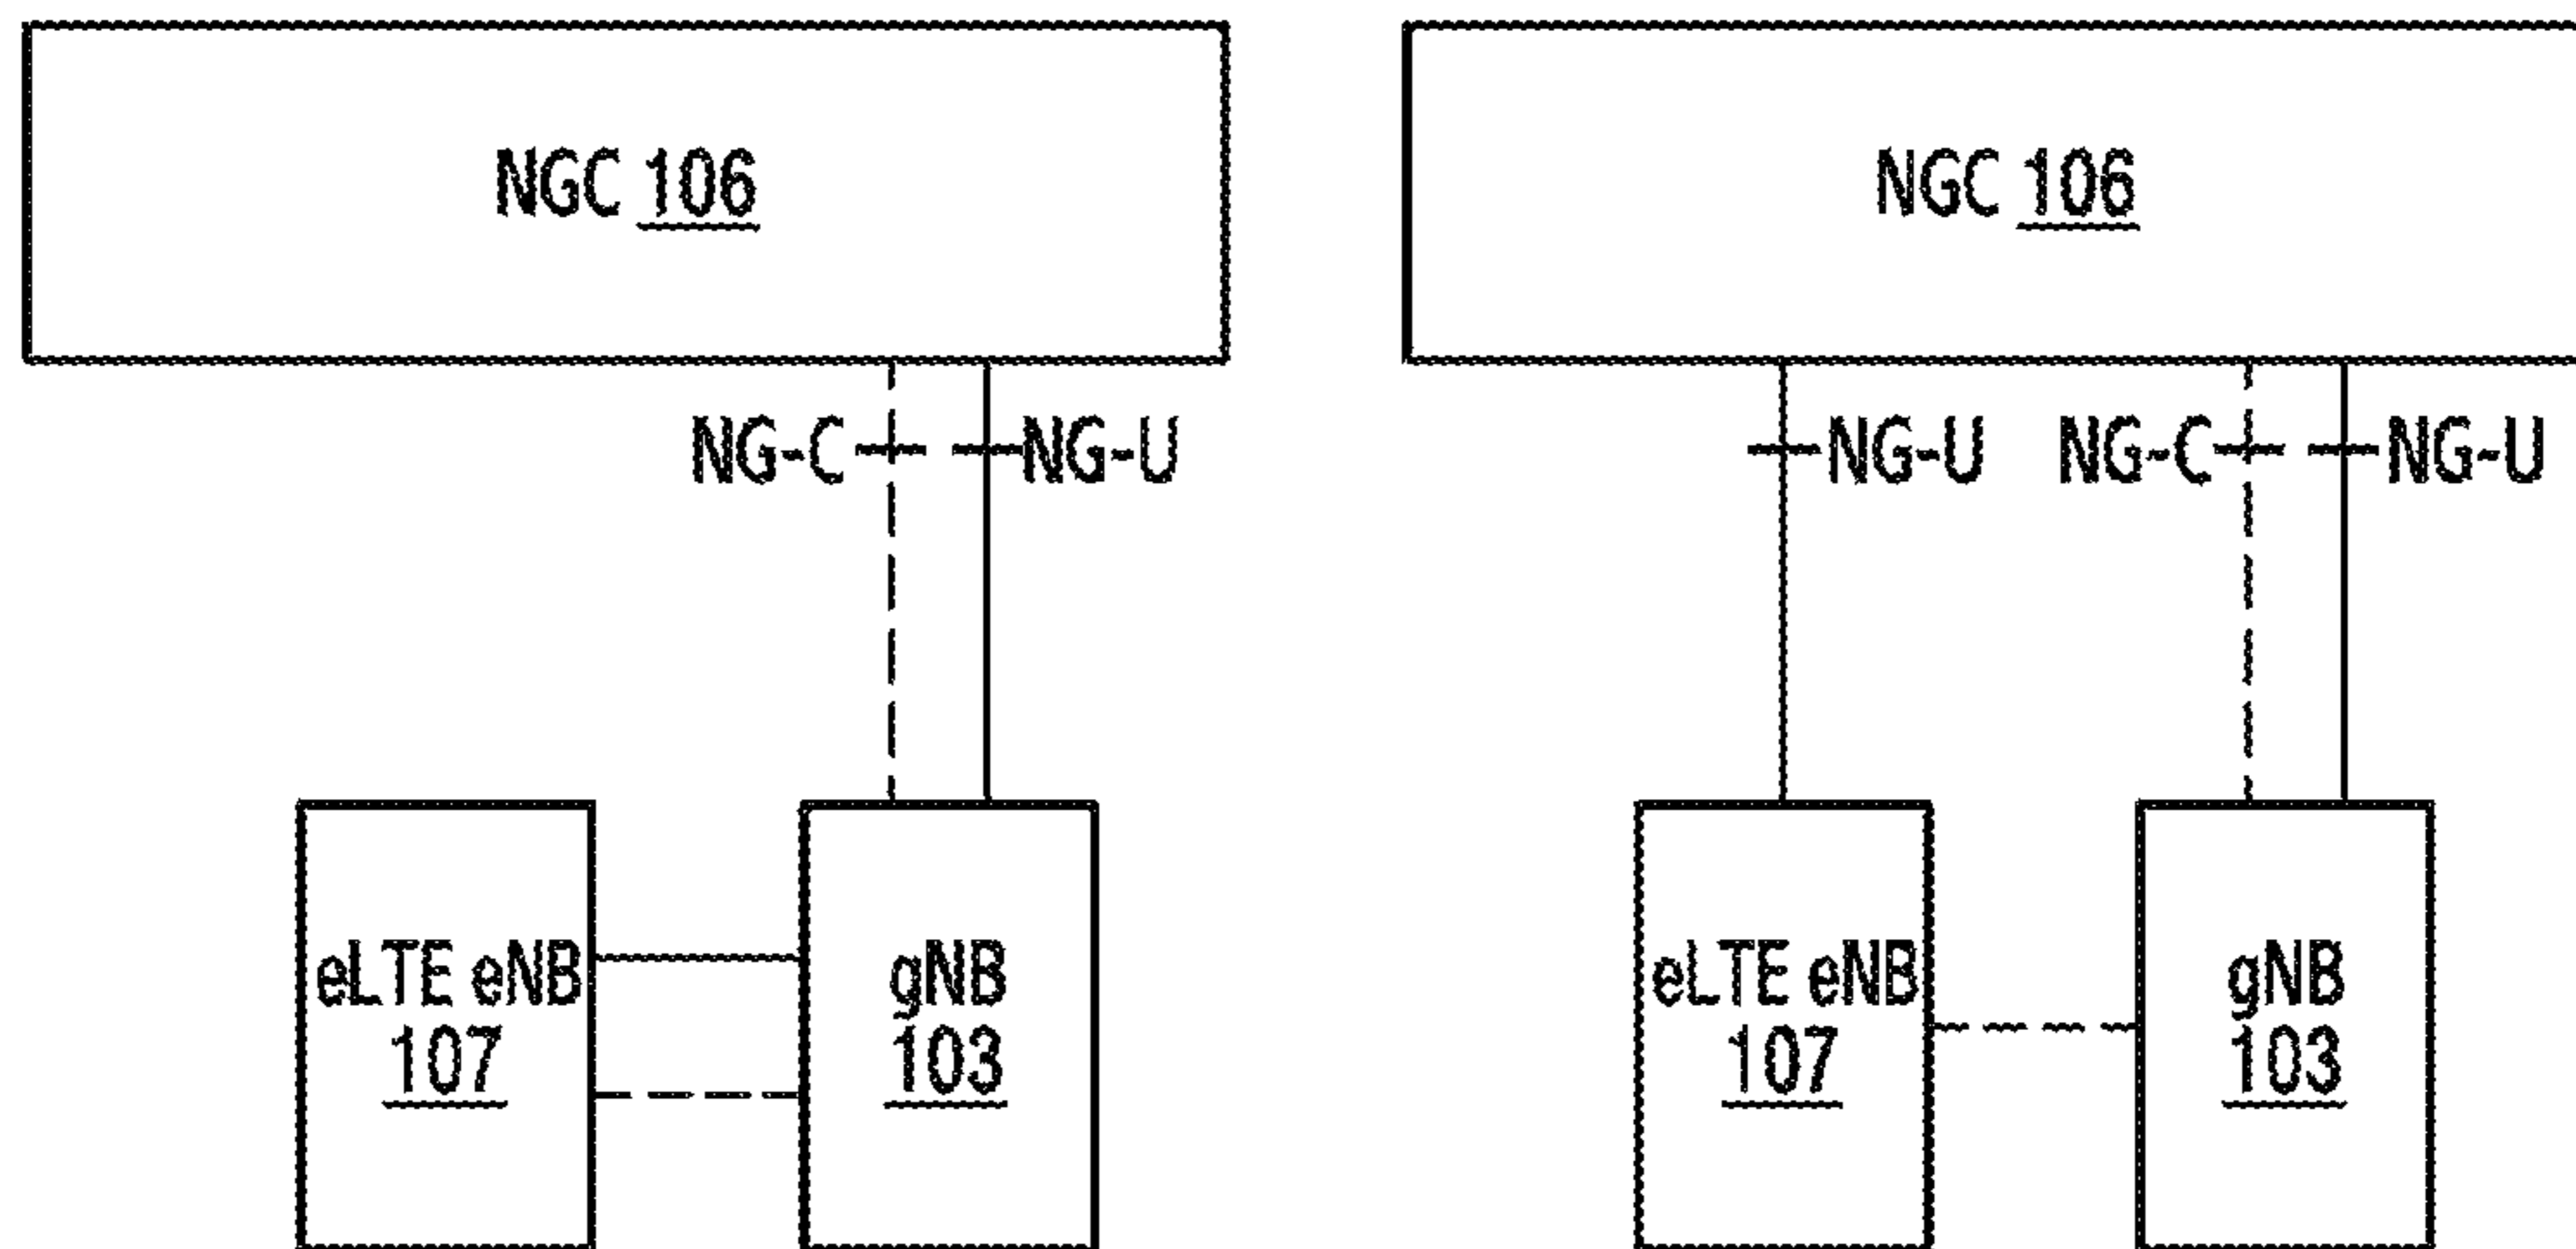 NGC 106
NG-C NG-U
eLTE eNB
107
gNB
103
NGC 106
NG-U NG-C NG-U
eLTE eNB
107
gNB
103